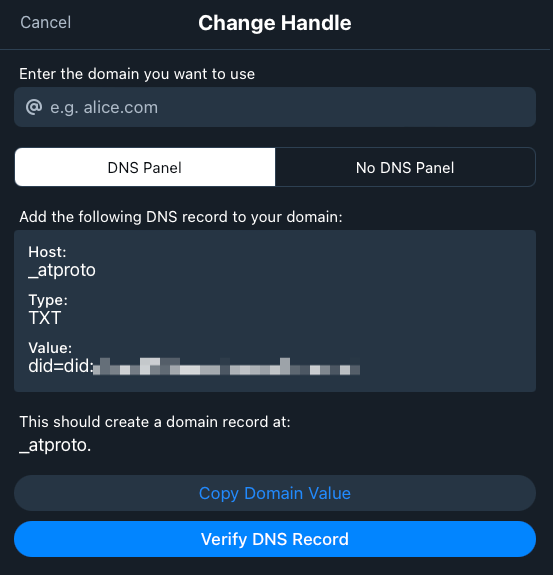 Cancel
Change Handle
Enter the domain you want to use
@ e.g. alice.com
DNS Panel
No DNS Panel
Add the following DNS record to your domain:
Host:
_atproto
Type:
TXT
Value:
did=did:
This should create a domain record at:
_atproto.
Copy Domain Value
Verify DNS Record